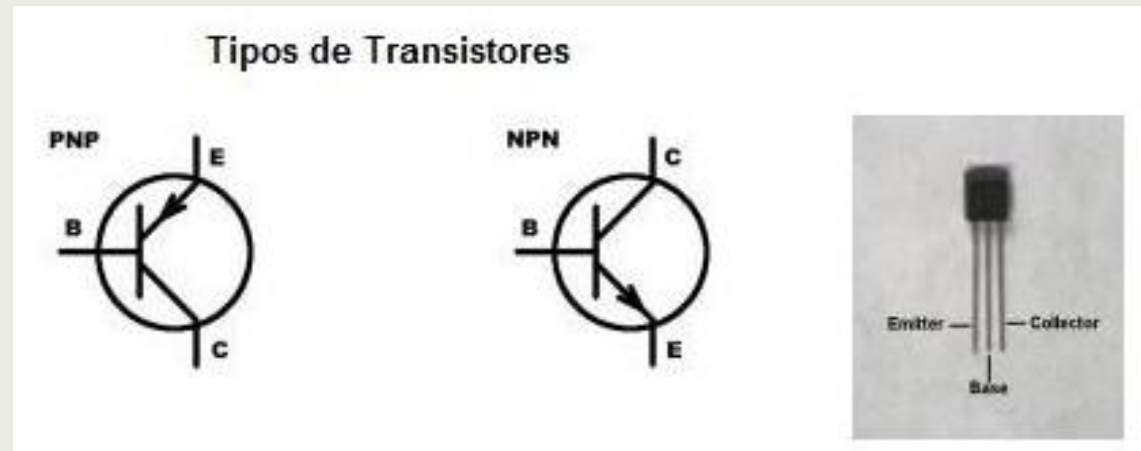 Tipos de Transistores
PNP
E
B
C
NPN
C
B
E
Emitter
Collector
Base